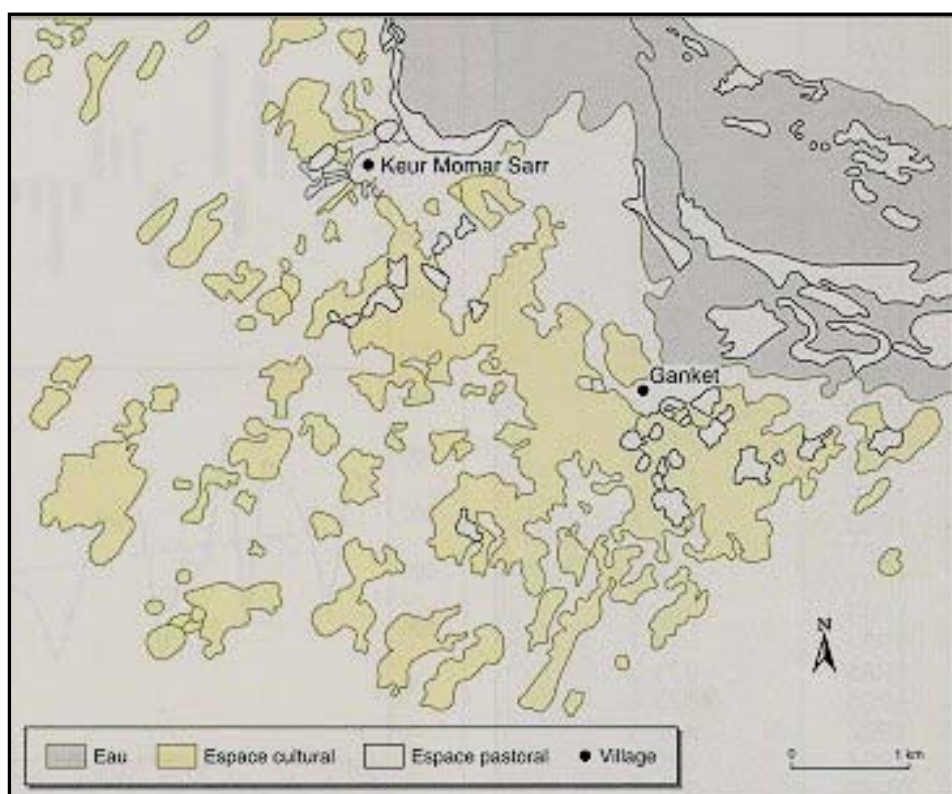 Keur Momar Sarr
Ganket
N
Eau
Espace cultural
Espace pastoral
Village
0
1 km